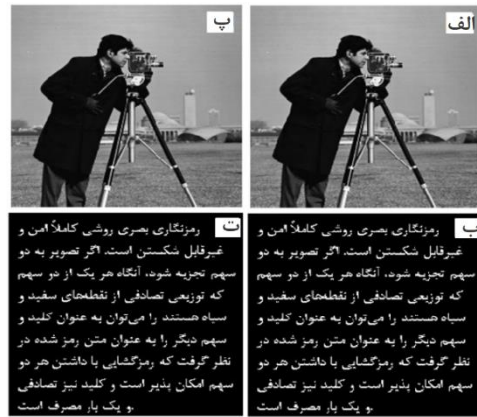 الف
پ
ب
رمزنگاری بصری روشی کاملاً امن و
غیرقابل شکستن است. اگر تصویر به دو
سهم تجزیه شود، آنگاه هر یک از دو سهم
که توزیعی تصادفی از نقطه‌های سفید و
سیاه هستند را می‌توان به عنوان کلید و
سهم دیگر را به عنوان متن رمز شده در
نظر گرفت که رمزگشایی با داشتن هر دو
سهم امکان پذیر است و کلید نیز تصادفی
و یک بار مصرف است.
ت
رمزنگاری بصری روشی کاملاً امن و
غیرقابل شکستن است. اگر تصویر به دو
سهم تجزیه شود، آنگاه هر یک از دو سهم
که توزیعی تصادفی از نقطه‌های سفید و
سیاه هستند را می‌توان به عنوان کلید و
سهم دیگر را به عنوان متن رمز شده در
نظر گرفت که رمزگشایی با داشتن هر دو
سهم امکان پذیر است و کلید نیز تصادفی
و یک بار مصرف است.